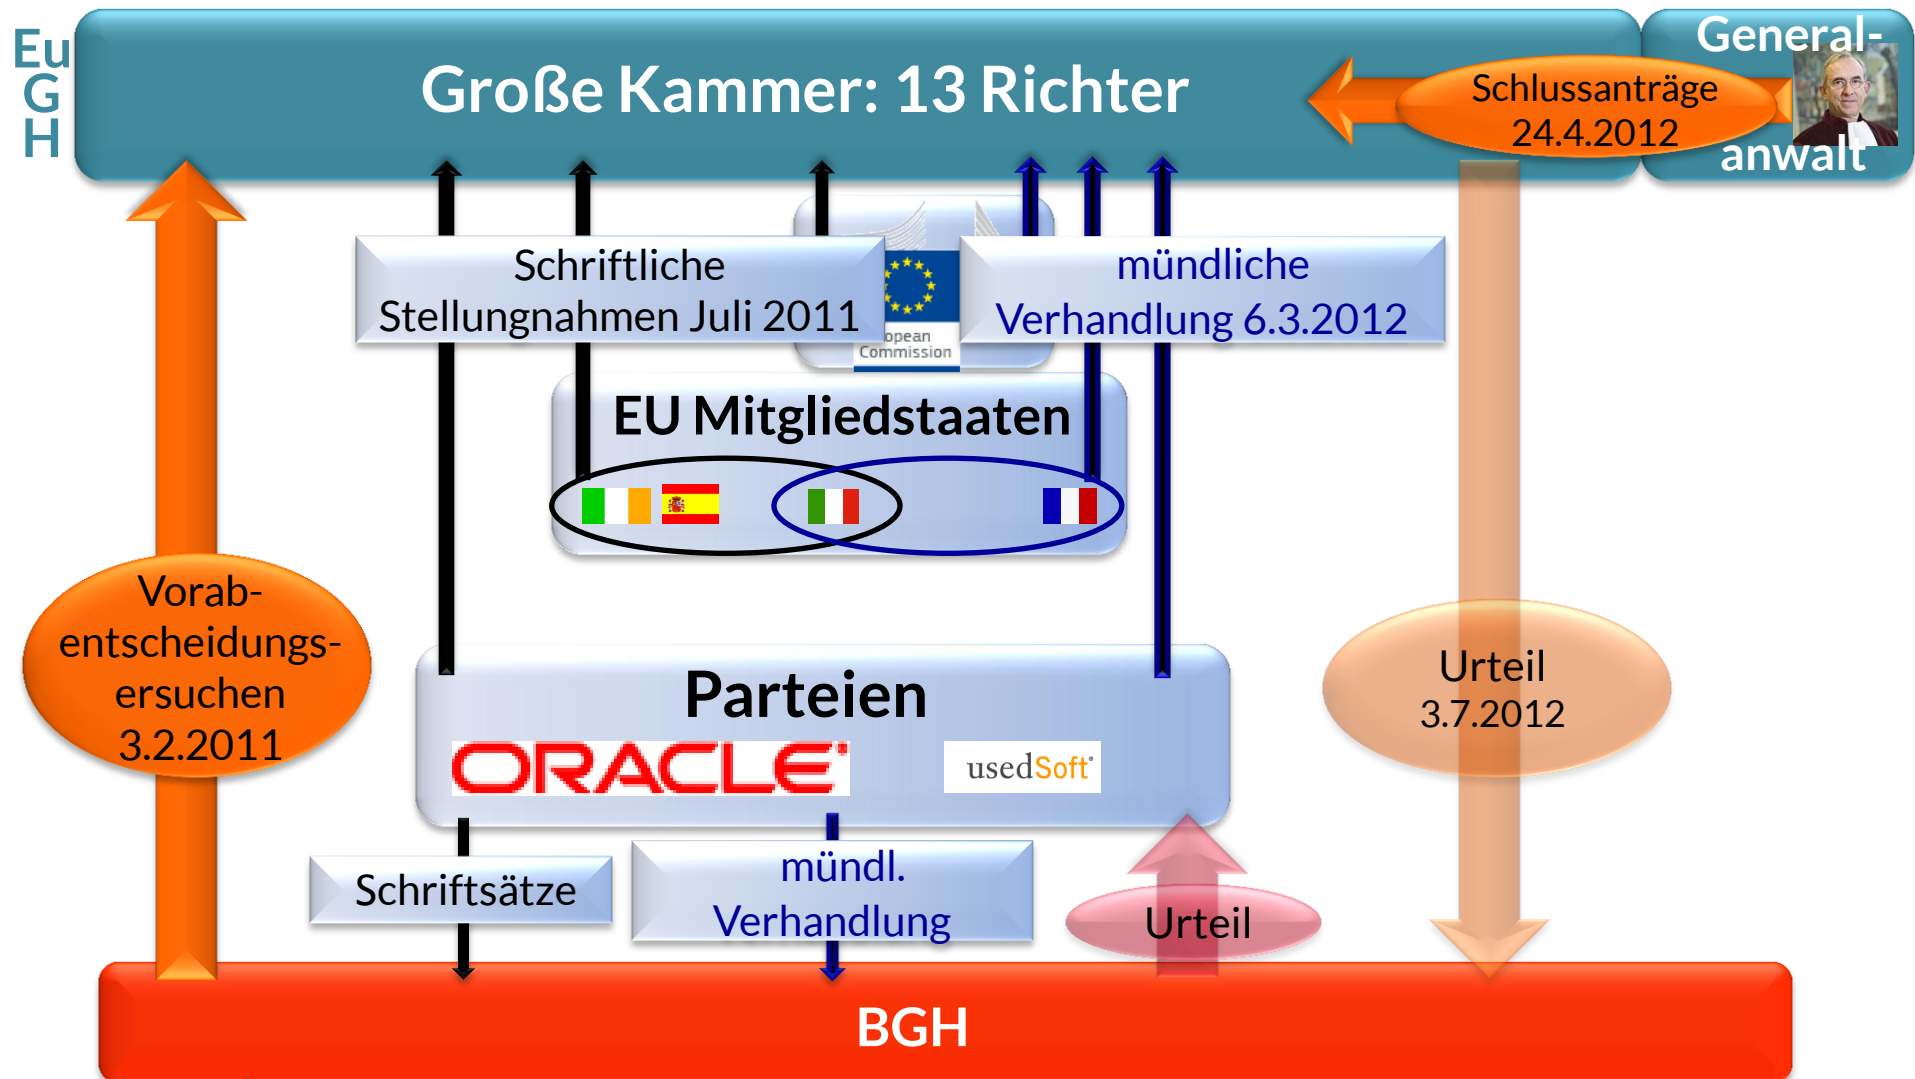 Eu
G
H
Große Kammer: 13 Richter
General-
anwalt
Schlussanträge
24.4.2012
Schriftliche
Stellungnahmen Juli 2011
opean
Commission
mündliche
Verhandlung 6.3.2012
EU Mitgliedstaaten
Vorab-
entscheidungs-
ersuchen
3.2.2011
Urteil
3.7.2012
Parteien
ORACLE
usedSoft
Schriftsätze
mündl.
Verhandlung
Urteil
BGH